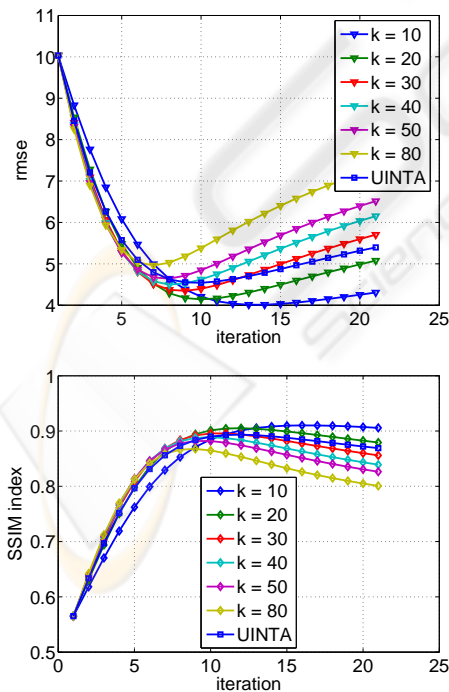 11
10
9
8
7
6
5
4
rmse
k = 10
k = 20
k = 30
k = 40
k = 50
k = 80
UINTA
5 10 15 20 25
iteration
1
0.9
0.8
0.7
0.6
0.5
SSIM index
k = 10
k = 20
k = 30
k = 40
k = 50
k = 80
UINTA
0 5 10 15 20 25
iteration